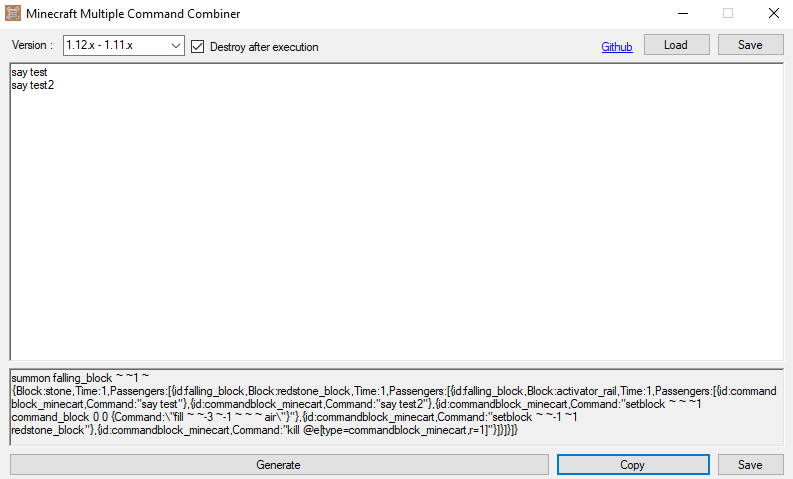 Minecraft Multiple Command Combiner
Version : 1.12.x - 1.11.x Destroy after execution Github Load Save
say test
say test2
summon falling_block ~ ~1 ~
{Block:stone,Time:1,Passengers:[{id:falling_block,Block:redstone_block,Time:1,Passengers:[{id:falling_block,Block:activator_rail,Time:1,Passengers:[{id:command
block_minecart,Command:"say test"},{id:commandblock_minecart,Command:"say test2"},{id:commandblock_minecart,Command:"setblock ~ ~ ~1
command_block 0 0 {Command:\"fill ~ ~-3 ~-1 ~ ~ ~ air\"}"},{id:commandblock_minecart,Command:"setblock ~ ~-1 ~1
redstone_block"},{id:commandblock_minecart,Command:"kill @e[type=commandblock_minecart,r=1]"}]}]}]}
Generate Copy Save